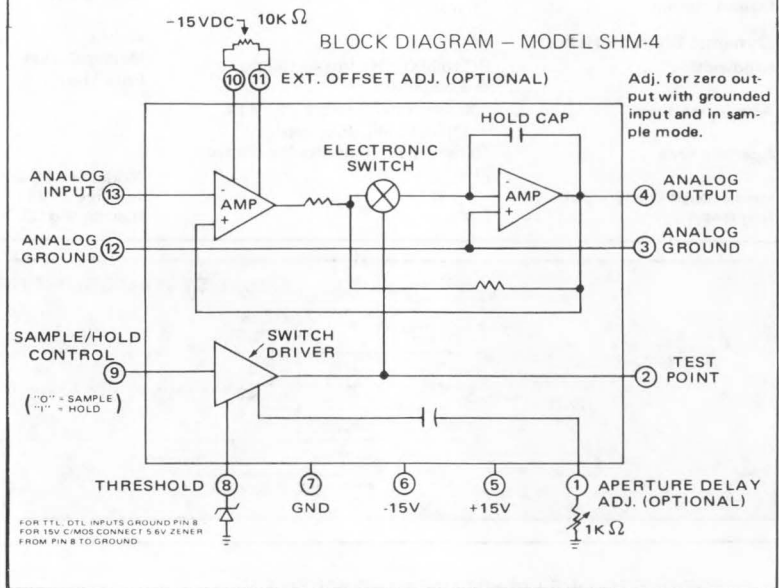 -15VDC 10K Ω
BLOCK DIAGRAM – MODEL SHM-4
10 11 EXT. OFFSET ADJ. (OPTIONAL)
Adj. for zero out-
put with grounded
input and in sam-
ple mode.
HOLD CAP
ELECTRONIC
SWITCH
ANALOG
INPUT 13
- AMP +
- AMP +
4 ANALOG
OUTPUT
ANALOG
GROUND 12
3 ANALOG
GROUND
SAMPLE/HOLD
CONTROL
9
("0" = SAMPLE
"1" = HOLD)
SWITCH
DRIVER
2 TEST
POINT
THRESHOLD 8
7
GND
6
-15V
5
+15V
1 APERTURE DELAY
ADJ. (OPTIONAL)
1K Ω
FOR TTL, DTL INPUTS GROUND PIN 8
FOR 15V C/MOS CONNECT 5.6V ZENER
FROM PIN 8 TO GROUND